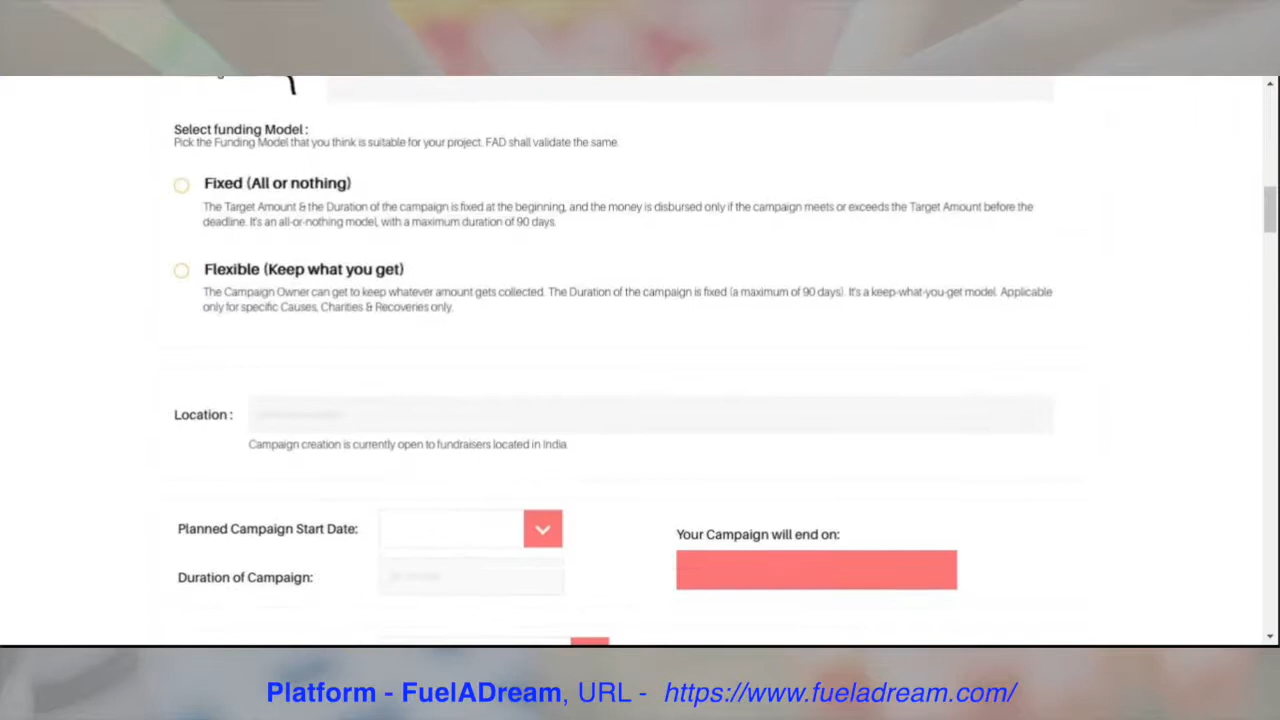 Select funding Model :
Pick the Funding Model that you think is suitable for your project. FAD shall validate the same.
Fixed (All or nothing)
The Target Amount & the Duration of the campaign is fixed at the beginning, and the money is disbursed only if the campaign meets or exceeds the Target Amount before the
deadline. It's an all-or-nothing model, with a maximum duration of 90 days.
Flexible (Keep what you get)
The Campaign Owner can get to keep whatever amount gets collected. The Duration of the campaign is fixed (a maximum of 90 days). It's a keep-what-you-get model. Applicable
only for specific Causes, Charities & Recoveries only.
Location :
Campaign creation is currently open to fundraisers located in India.
Planned Campaign Start Date:
Your Campaign will end on:
Duration of Campaign:
Platform - FuelADream, URL - https://www.fueladream.com/